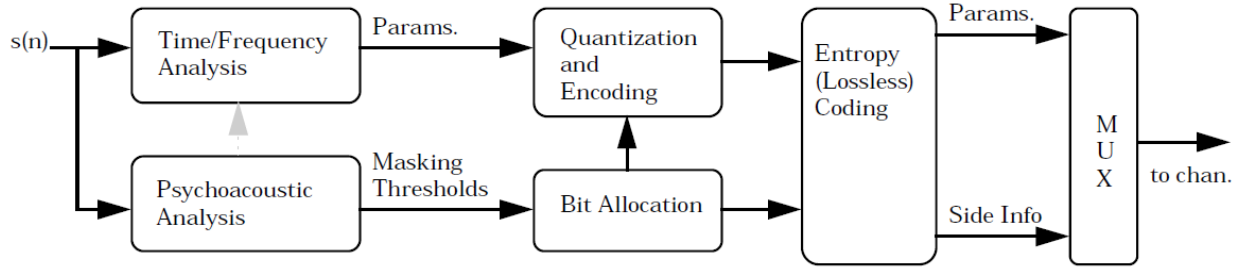 s(n)
Time/Frequency
Analysis
Params.
Quantization
and
Encoding
Entropy
(Lossless)
Coding
Params.
M
U
X
to chan.
Psychoacoustic
Analysis
Masking
Thresholds
Bit Allocation
Side Info